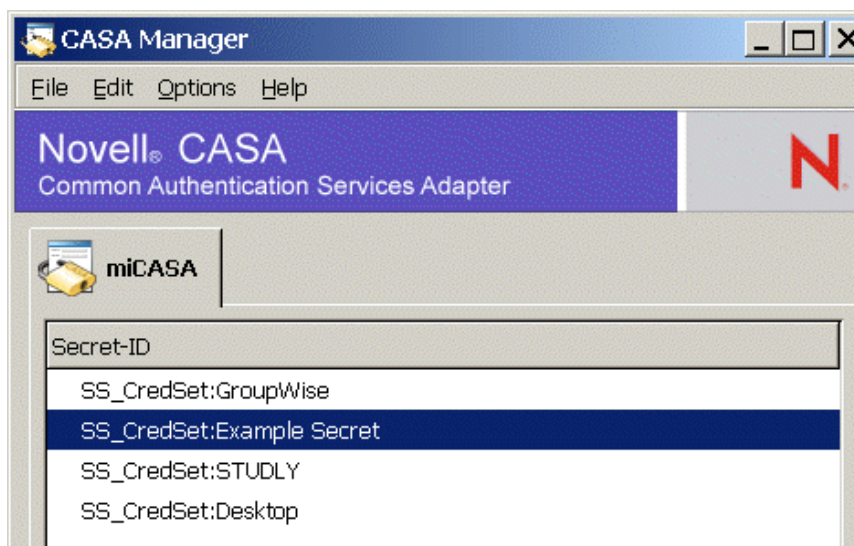 CASA Manager
File Edit Options Help
Novell® CASA
Common Authentication Services Adapter
N
miCASA
Secret-ID
SS_CredSet:GroupWise
SS_CredSet:Example Secret
SS_CredSet:STUDLY
SS_CredSet:Desktop